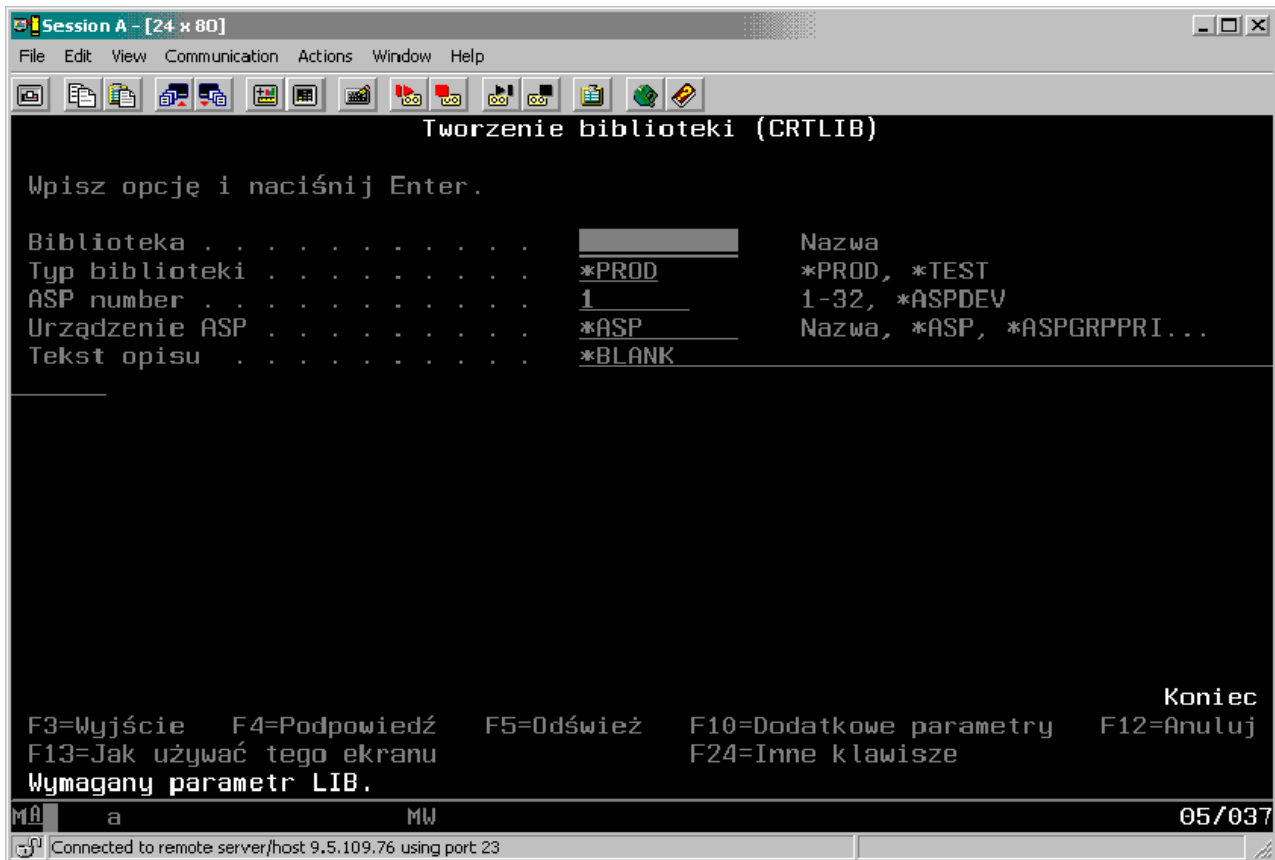 Session A - [24 x 80]
File Edit View Communication Actions Window Help
Tworzenie biblioteki (CRTLIB)
Wpisz opcję i naciśnij Enter.
Biblioteka . . . . . . . . . . . Nazwa
Typ biblioteki . . . . . . . . . *PROD *PROD, *TEST
ASP number . . . . . . . . . . . 1 1-32, *ASPDEV
Urządzenie ASP . . . . . . . . . *ASP Nazwa, *ASP, *ASPGRPPRI...
Tekst opisu . . . . . . . . . . *BLANK
Koniec
F3=Wyjście F4=Podpowiedź F5=Odśwież F10=Dodatkowe parametry F12=Anuluj
F13=Jak używać tego ekranu F24=Inne klawisze
Wymagany parametr LIB.
MA a MW 05/037
Connected to remote server/host 9.5.109.76 using port 23